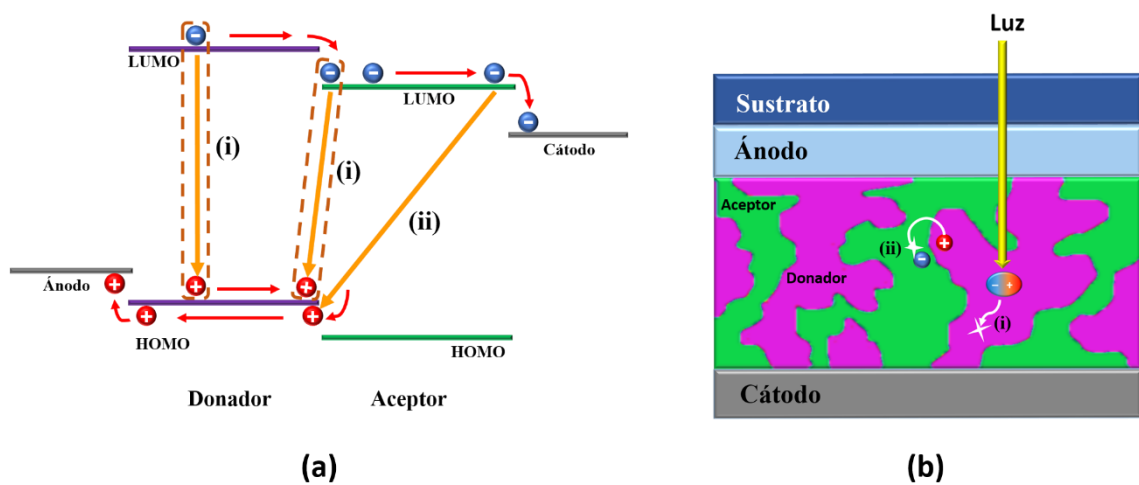 LUMO
(i)
(i)
LUMO
(ii)
Cátodo
Ánodo
HOMO
HOMO
Donador
Aceptor
(a)
Luz
Sustrato
Ánodo
Aceptor
(ii)
Donador
(i)
Cátodo
(b)